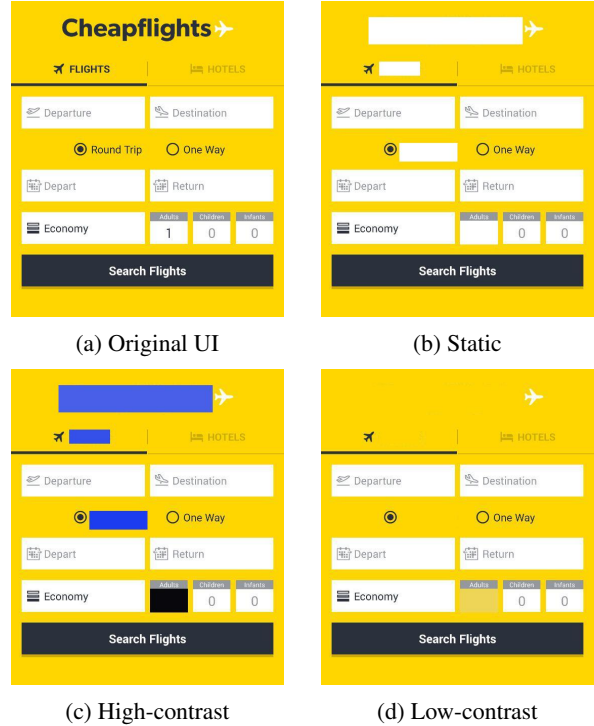 Cheapflights
FLIGHTS HOTELS HOTELS
Departure Destination Departure Destination
Round Trip One Way One Way
Depart Return Depart Return
Adults Children Infants Adults Children Infants
Economy 1 0 0 Economy 0 0
Search Flights Search Flights
(a) Original UI (b) Static
HOTELS HOTELS
Departure Destination Departure Destination
One Way One Way
Depart Return Depart Return
Adults Children Infants Adults Children Infants
Economy 0 0 Economy 0 0
Search Flights Search Flights
(c) High-contrast (d) Low-contrast